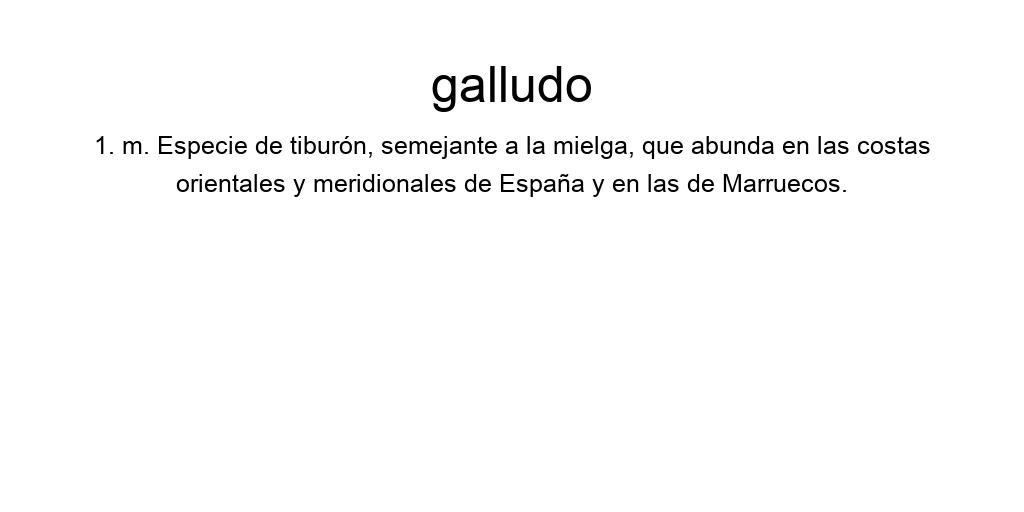 galludo
1. m. Especie de tiburón, semejante a la mielga, que abunda en las costas
orientales y meridionales de España y en las de Marruecos.